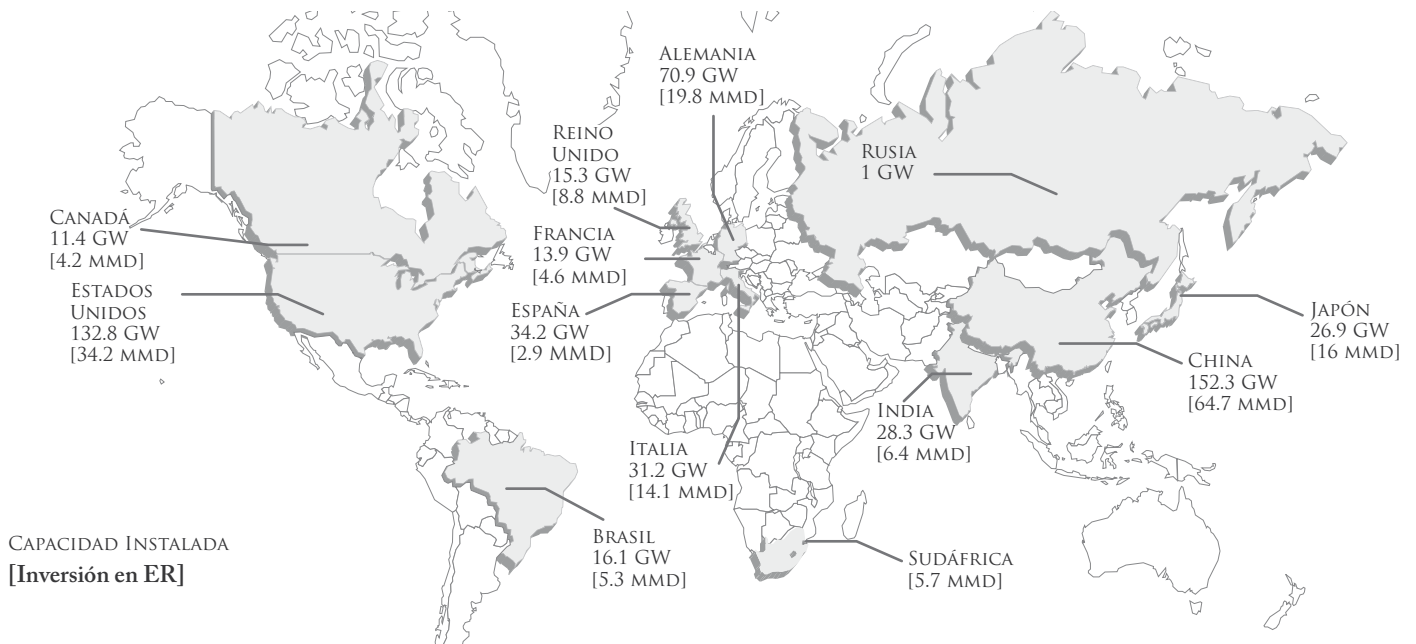 ALEMANIA
70.9 GW
[19.8 MMD]
REINO
UNIDO
15.3 GW
[8.8 MMD]
RUSIA
1 GW
CANADÁ
11.4 GW
[4.2 MMD]
FRANCIA
13.9 GW
[4.6 MMD]
ESTADOS
UNIDOS
132.8 GW
[34.2 MMD]
ESPAÑA
34.2 GW
[2.9 MMD]
JAPÓN
26.9 GW
[16 MMD]
CHINA
152.3 GW
[64.7 MMD]
INDIA
28.3 GW
[6.4 MMD]
ITALIA
31.2 GW
[14.1 MMD]
BRASIL
16.1 GW
[5.3 MMD]
SUDÁFRICA
[5.7 MMD]
CAPACIDAD INSTALADA
[Inversión en ER]